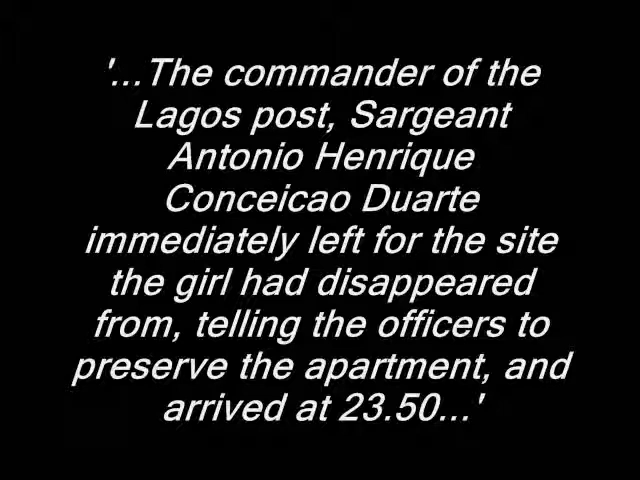 '...The commander of the
Lagos post, Sargeant
Antonio Henrique
Conceicao Duarte
immediately left for the site
the girl had disappeared
from, telling the officers to
preserve the apartment, and
arrived at 23.50...'